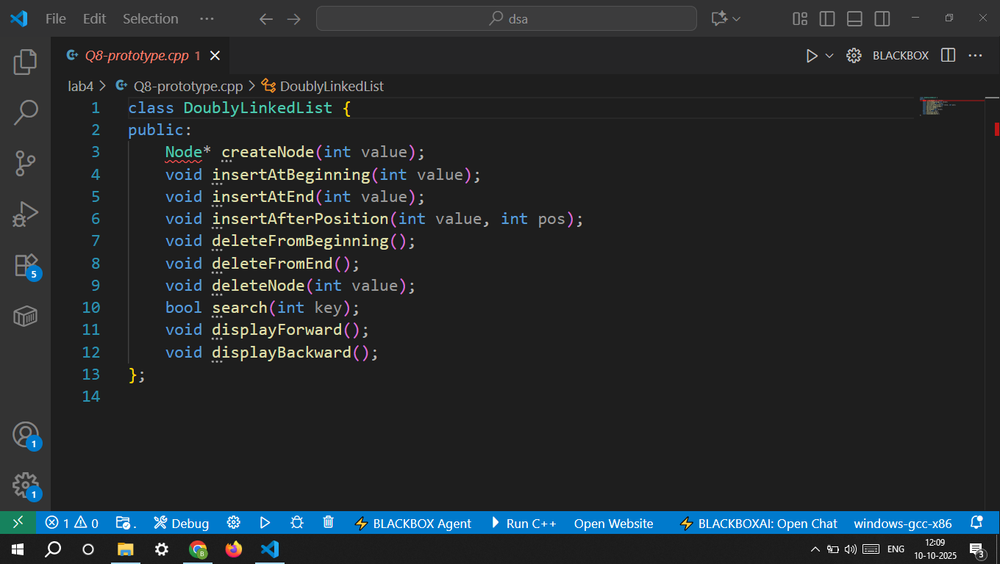 File Edit Selection ··· dsa
Q8-prototype.cpp 1
BLACKBOX ···
lab4 > Q8-prototype.cpp > DoublyLinkedList
1 class DoublyLinkedList {
2 public:
3 Node* createNode(int value);
4 void insertAtBeginning(int value);
5 void insertAtEnd(int value);
6 void insertAfterPosition(int value, int pos);
7 void deleteFromBeginning();
8 void deleteFromEnd();
9 void deleteNode(int value);
10 bool search(int key);
11 void displayForward();
12 void displayBackward();
13 };
14
5
1
1
1 0 . Debug BLACKBOX Agent Run C++ Open Website BLACKBOXAI: Open Chat windows-gcc-x86
B ENG 12:09
10-10-2025 3